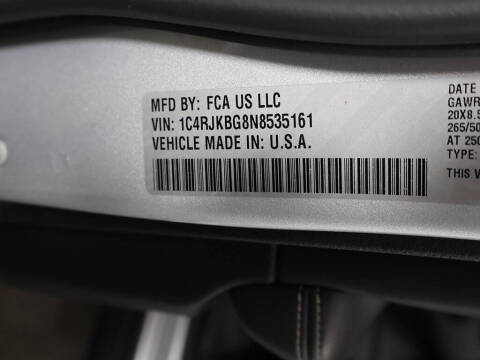 MFD BY: FCA US LLC
VIN: 1C4RJKBG8N8535161
VEHICLE MADE IN: U.S.A.
DATE
GAWR
20X8.5
265/50
AT 250
TYPE:
THIS V